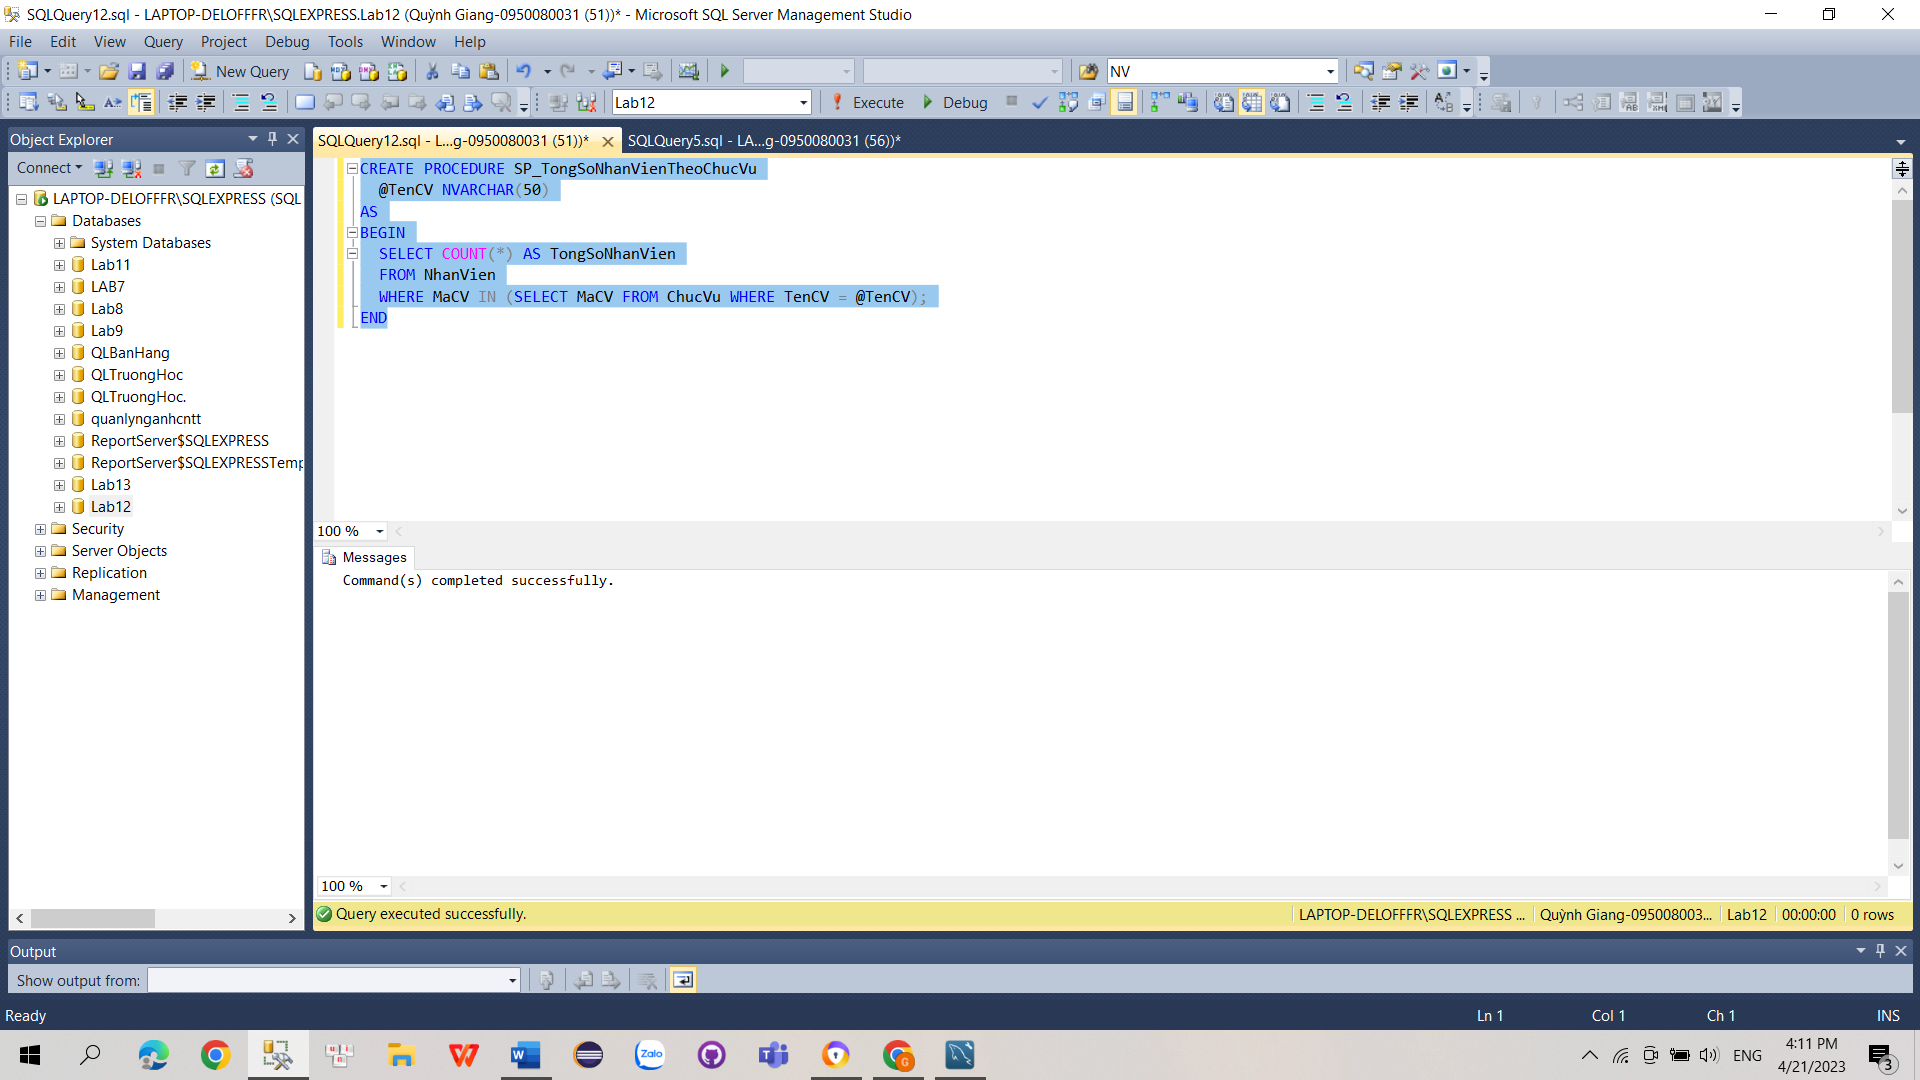 SQLQuery12.sql - LAPTOP-DELOFFFR\SQLEXPRESS.Lab12 (Quỳnh Giang-0950080031 (51))* - Microsoft SQL Server Management Studio
File Edit View Query Project Debug Tools Window Help
New Query NV
Lab12 Execute Debug
Object Explorer
Connect
LAPTOP-DELOFFFR\SQLEXPRESS (SQL
Databases
System Databases
Lab11
LAB7
Lab8
Lab9
QLBanHang
QLTruongHoc
QLTruongHoc.
quanlynganhcntt
ReportServer$SQLEXPRESS
ReportServer$SQLEXPRESSTemp
Lab13
Lab12
Security
Server Objects
Replication
Management
SQLQuery12.sql - L...g-0950080031 (51))* SQLQuery5.sql - LA...g-0950080031 (56))*
CREATE PROCEDURE SP_TongSoNhanVienTheoChucVu
@TenCV NVARCHAR(50)
AS
BEGIN
SELECT COUNT(*) AS TongSoNhanVien
FROM NhanVien
WHERE MaCV IN (SELECT MaCV FROM ChucVu WHERE TenCV = @TenCV);
END
100 %
Messages
Command(s) completed successfully.
100 %
Query executed successfully. LAPTOP-DELOFFFR\SQLEXPRESS ... Quỳnh Giang-095008003... Lab12 00:00:00 0 rows
Output
Show output from:
Ready Ln 1 Col 1 Ch 1 INS
Zalo
ENG
4:11 PM
4/21/2023
3